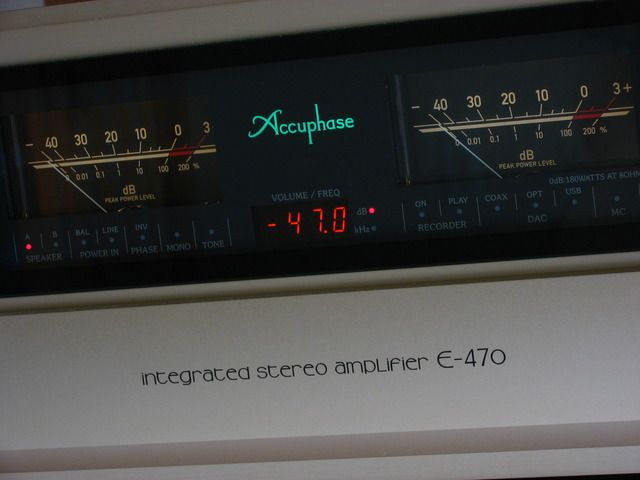 Accuphase
- 40 30 20 10 0 3
0 0.01 0.1 1 10 100 200 %
dB
PEAK POWER LEVEL
- 40 30 20 10 0 3 +
0 0.01 0.1 1 10 100 200 %
dB
PEAK POWER LEVEL
0dB:180WATTS AT 8OHM
VOLUME / FREQ
-47.0 dB
kHz
A B
SPEAKER
BAL LINE
POWER IN
INV
PHASE
MONO
TONE
ON PLAY
RECORDER
COAX OPT USB
DAC
MC
integrated stereo amplifier E-470